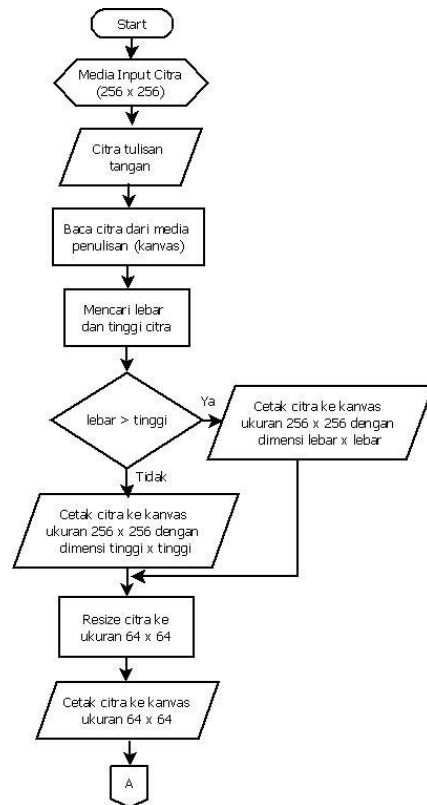 Start
Media Input Citra
(256 x 256)
Citra tulisan
tangan
Baca citra dari media
penulisan (kanvas)
Mencari lebar
dan tinggi citra
lebar > tinggi
Ya
Cetak citra ke kanvas
ukuran 256 x 256 dengan
dimensi lebar x lebar
Tidak
Cetak citra ke kanvas
ukuran 256 x 256 dengan
dimensi tinggi x tinggi
Resize citra ke
ukuran 64 x 64
Cetak citra ke kanvas
ukuran 64 x 64
A